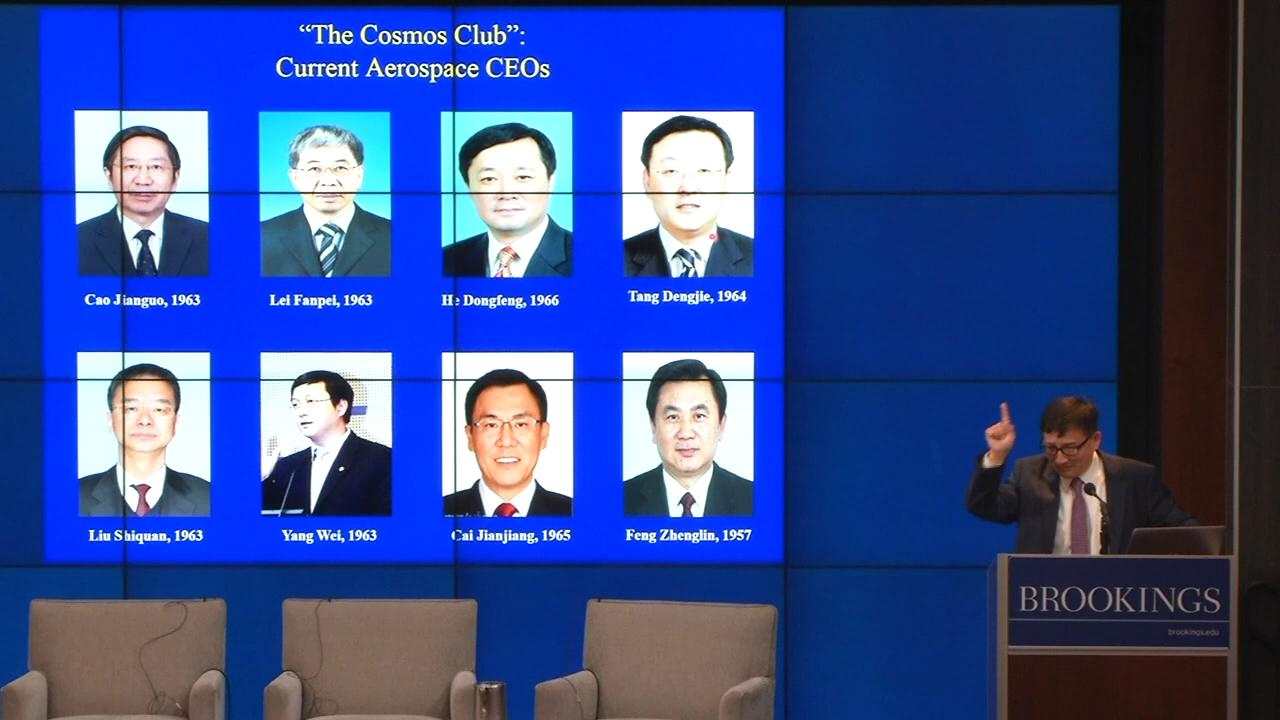 “The Cosmos Club”:
Current Aerospace CEOs
Cao Jianguo, 1963
Lei Fanpei, 1963
He Dongfeng, 1966
Tang Dengjie, 1964
Liu Shiquan, 1963
Yang Wei, 1963
Cai Jianjiang, 1965
Feng Zhenglin, 1957
BROOKINGS
brookings.edu